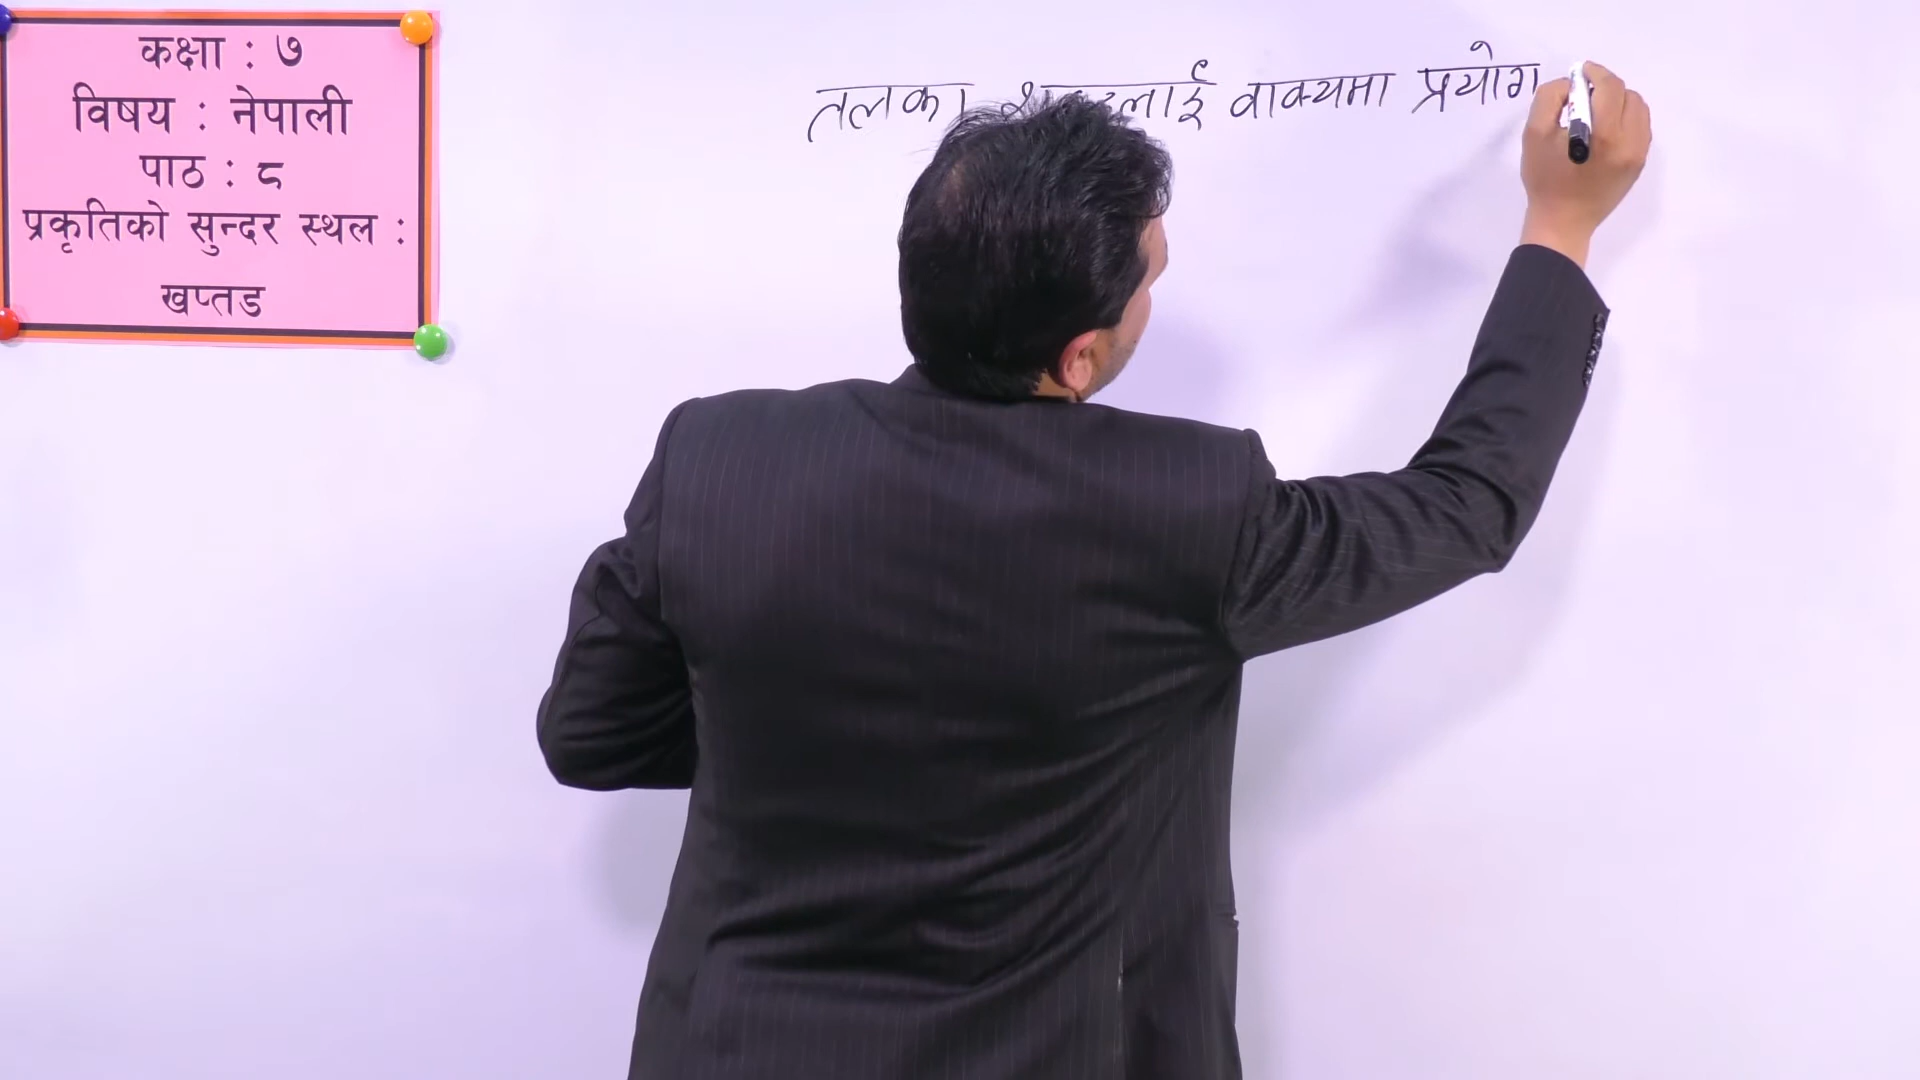 कक्षा : ७
विषय : नेपाली
पाठ : ८
प्रकृतिको सुन्दर स्थल :
खप्तड
तलका वाक्यमा प्रयोग